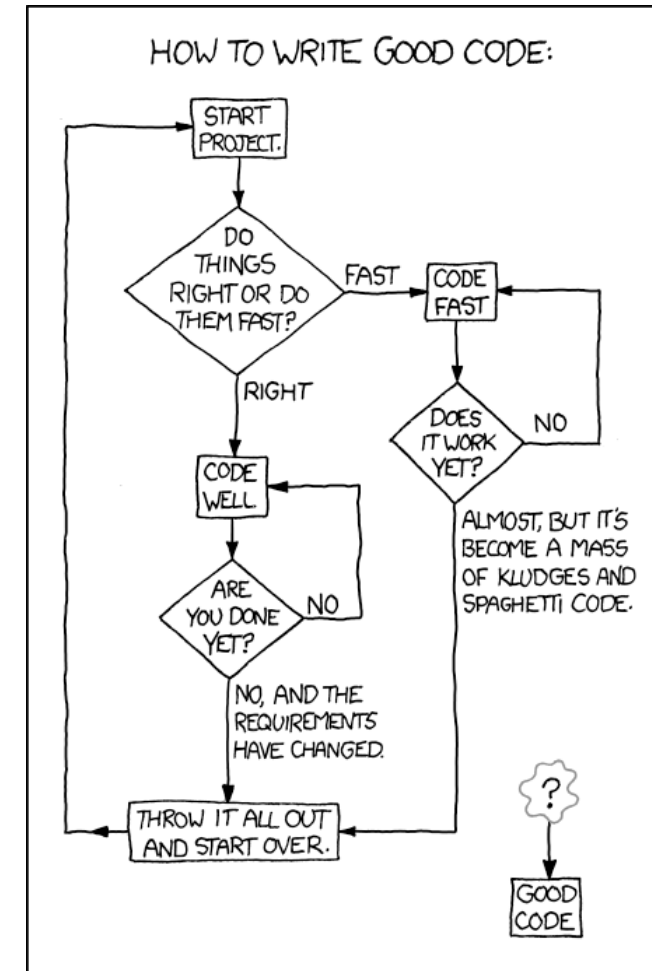 HOW TO WRITE GOOD CODE:
START
PROJECT.
DO
THINGS
RIGHT OR DO
THEM FAST?
FAST
CODE
FAST
RIGHT
DOES
IT WORK
YET?
NO
CODE
WELL
ALMOST, BUT IT'S
BECOME A MASS
OF KLUDGES AND
SPAGHETTI CODE.
ARE
YOU DONE
YET?
NO
NO, AND THE
REQUIREMENTS
HAVE CHANGED.
THROW IT ALL OUT
AND START OVER.
?
GOOD
CODE